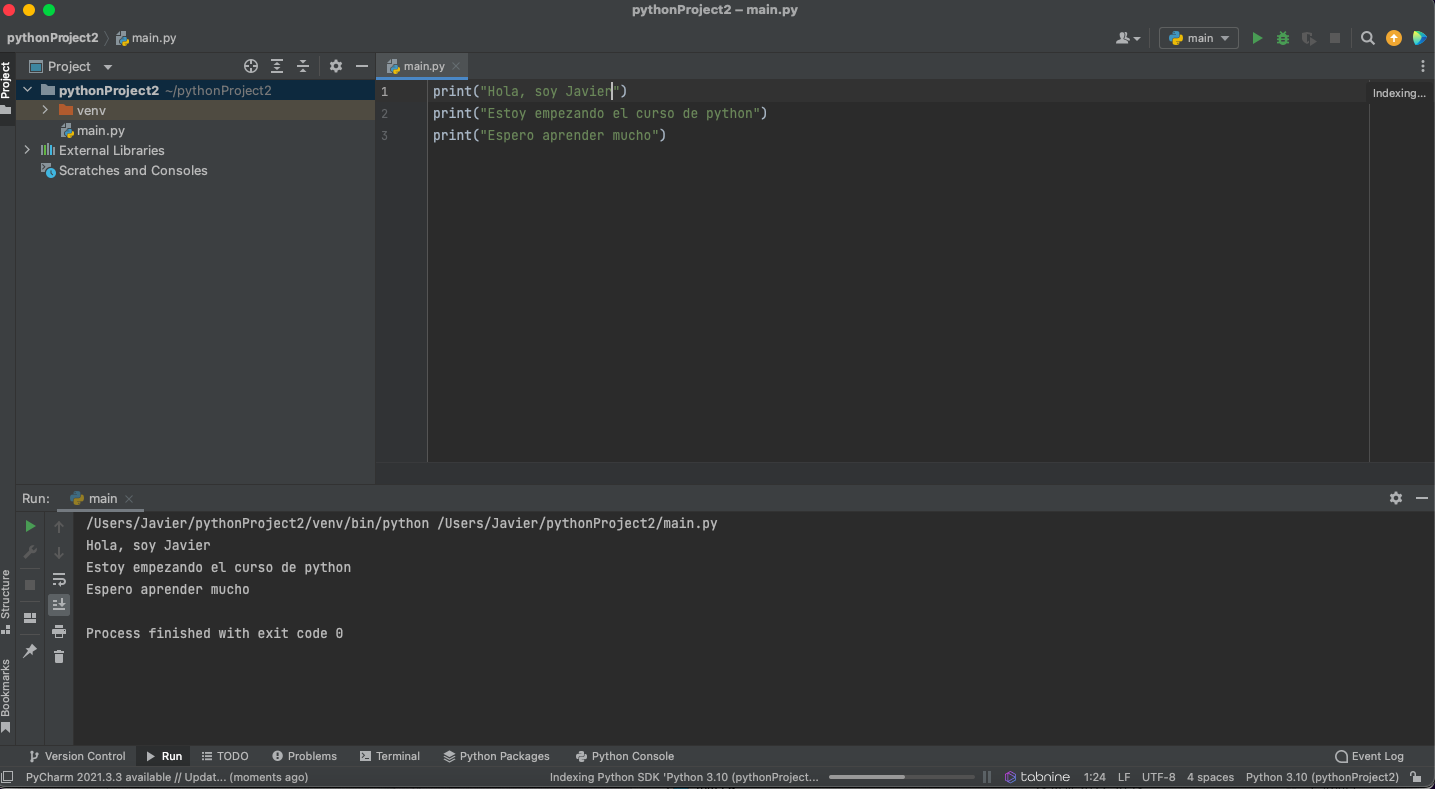 pythonProject2 – main.py
pythonProject2 main.py
main
Project
Project
main.py
pythonProject2 ~/pythonProject2
venv
main.py
External Libraries
Scratches and Consoles
1 print("Hola, soy Javier")
2 print("Estoy empezando el curso de python")
3 print("Espero aprender mucho")
Indexing...
Run: main
/Users/Javier/pythonProject2/venv/bin/python /Users/Javier/pythonProject2/main.py
Hola, soy Javier
Estoy empezando el curso de python
Espero aprender mucho
Process finished with exit code 0
Structure
Bookmarks
Version Control Run TODO Problems Terminal Python Packages Python Console Event Log
PyCharm 2021.3.3 available // Updat... (moments ago) Indexing Python SDK 'Python 3.10 (pythonProject... tabnine 1:24 LF UTF-8 4 spaces Python 3.10 (pythonProject2)